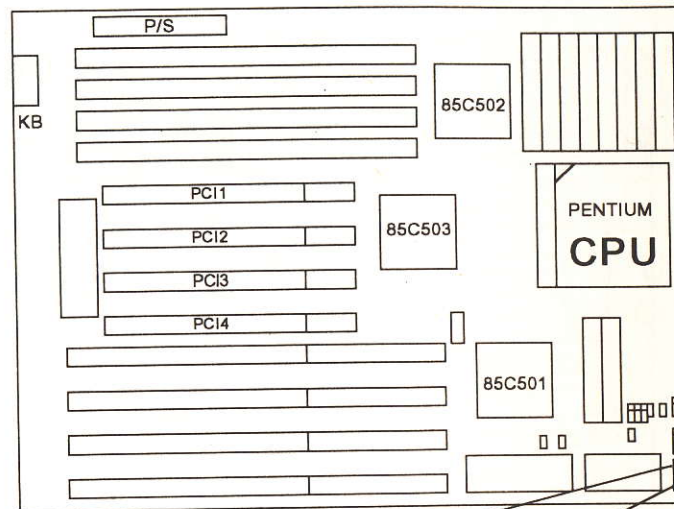 P/S
KB
85C502
PCI1
PCI2
PCI3
PCI4
85C503
PENTIUM
CPU
85C501